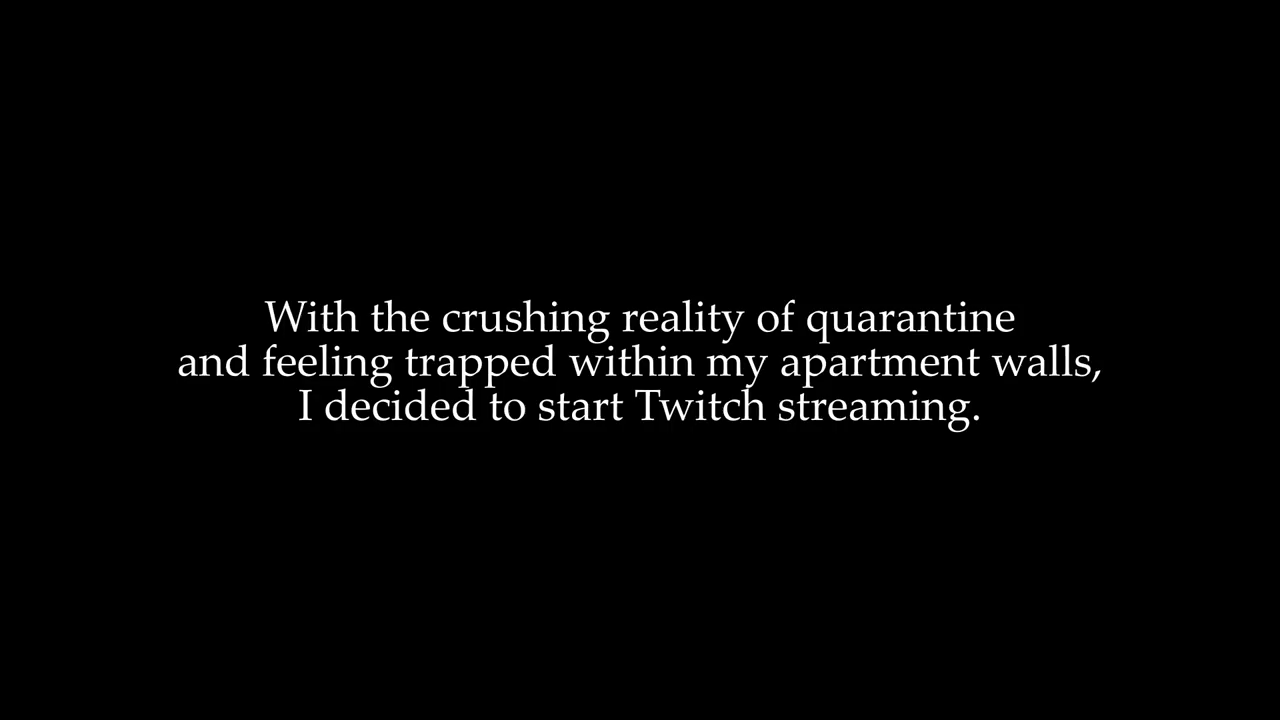 With the crushing reality of quarantine
and feeling trapped within my apartment walls,
I decided to start Twitch streaming.